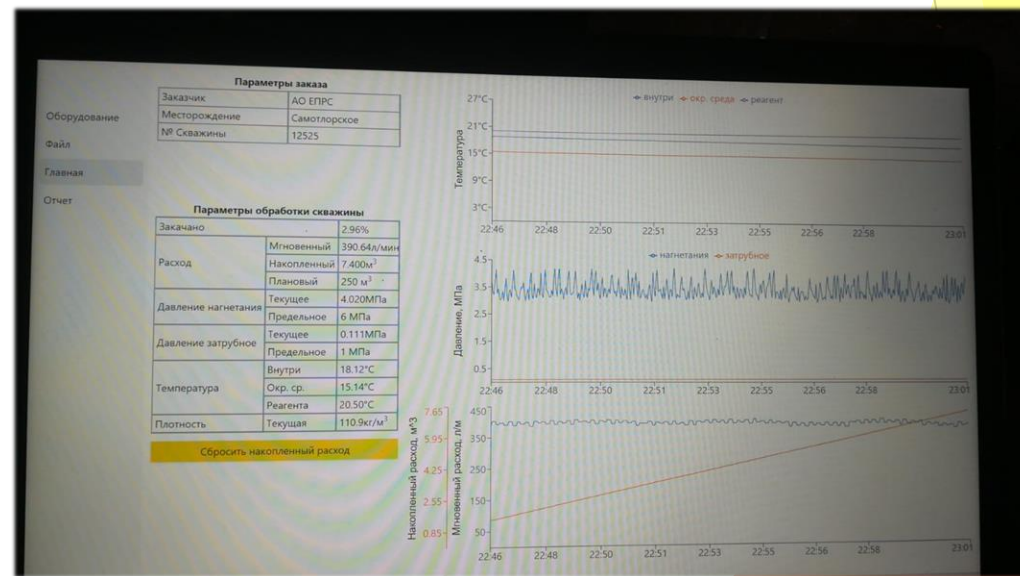 Оборудование
Файл
Главная
Отчет
Параметры заказа
Заказчик АО ЕПРС
Месторождение Самотлорское
№ Скважины 12525
Параметры обработки скважины
Закачано 2.96%
Расход Мгновенный 390.64л/мин
Накопленный 7.400м³
Плановый 250 м³
Давление нагнетания Текущее 4.020МПа
Предельное 6 МПа
Давление затрубное Текущее 0.111МПа
Предельное 1 МПа
Температура Внутри 18.12°C
Окр. ср. 15.14°C
Реагента 20.50°C
Плотность Текущая 110.9кг/м³
Сбросить накопленный расход
внутри окр. среда реагент
Температура
27°C
21°C
15°C
9°C
3°C
22:46 22:48 22:50 22:51 22:53 22:55 22:56 22:58 23:01
нагнетания затрубное
Давление, МПа
4.5
3.5
2.5
1.5
0.5
22:46 22:48 22:50 22:51 22:53 22:55 22:56 22:58 23:01
Накопленный расход, м^3
7.65
5.95
4.25
2.55
0.85
Мгновенный расход, л/м
450
350
250
150
50
22:46 22:48 22:50 22:51 22:53 22:55 22:56 22:58 23:01